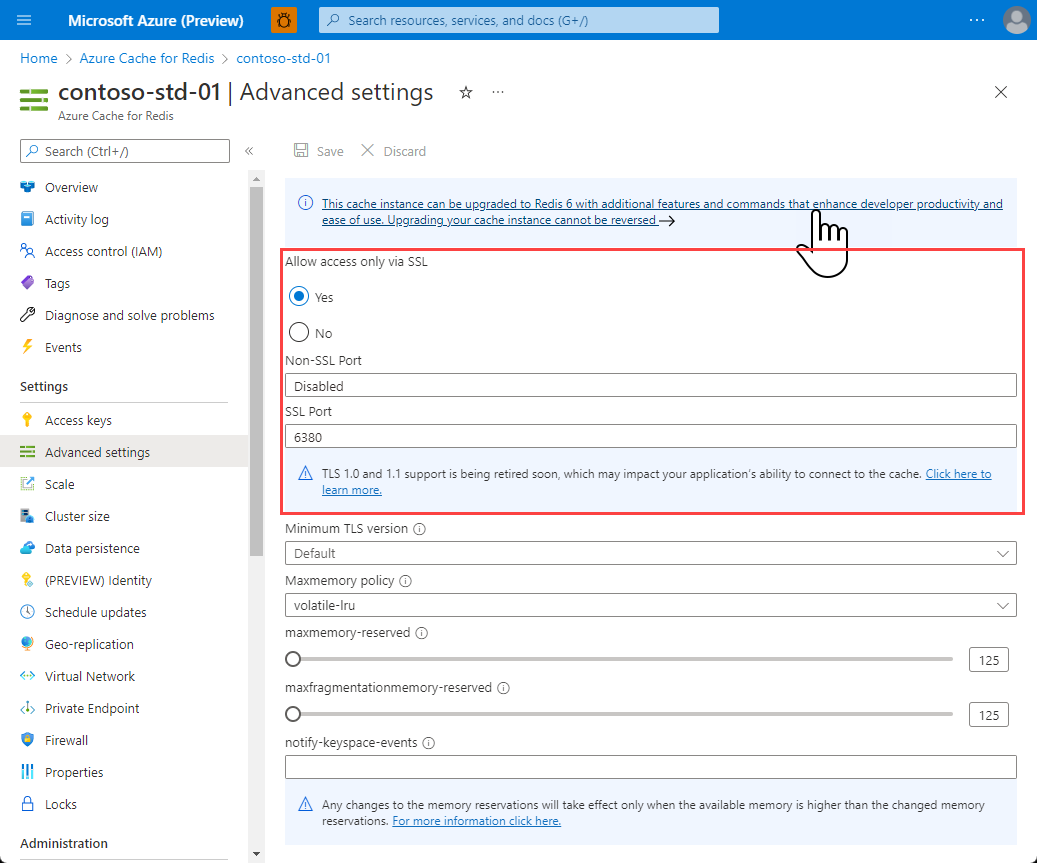 Microsoft Azure (Preview)
Search resources, services, and docs (G+/)
Home > Azure Cache for Redis > contoso-std-01
contoso-std-01 | Advanced settings
Azure Cache for Redis
Search (Ctrl+/)
Overview
Activity log
Access control (IAM)
Tags
Diagnose and solve problems
Events
Settings
Access keys
Advanced settings
Scale
Cluster size
Data persistence
(PREVIEW) Identity
Schedule updates
Geo-replication
Virtual Network
Private Endpoint
Firewall
Properties
Locks
Administration
Save
Discard
This cache instance can be upgraded to Redis 6 with additional features and commands that enhance developer productivity and
ease of use. Upgrading your cache instance cannot be reversed
Allow access only via SSL
Yes
No
Non-SSL Port
Disabled
SSL Port
6380
TLS 1.0 and 1.1 support is being retired soon, which may impact your application's ability to connect to the cache. Click here to
learn more.
Minimum TLS version
Default
Maxmemory policy
volatile-lru
maxmemory-reserved
125
maxfragmentationmemory-reserved
125
notify-keyspace-events
Any changes to the memory reservations will take effect only when the available memory is higher than the changed memory
reservations. For more information click here.